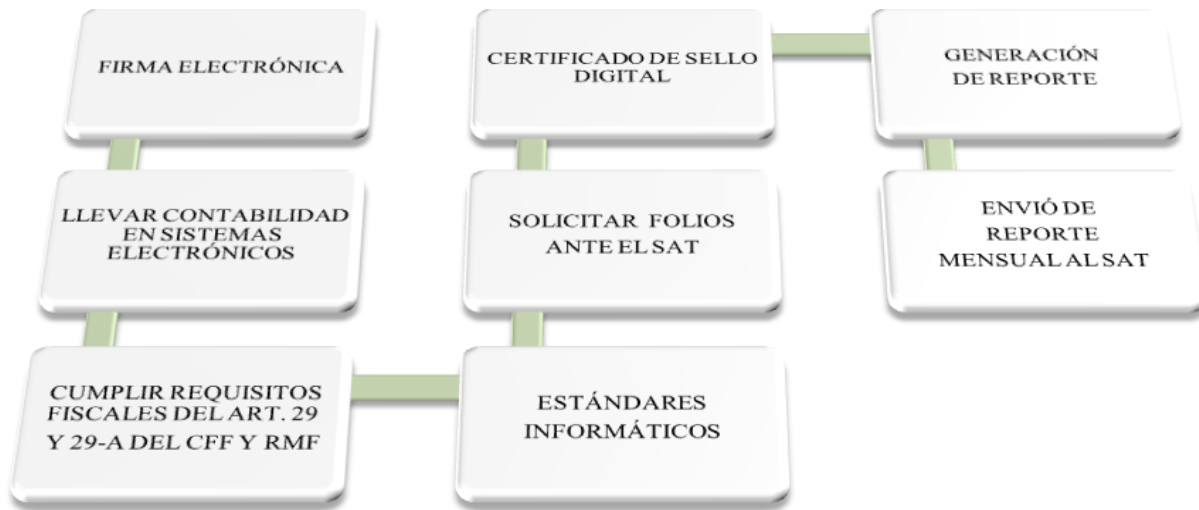 FIRMA ELECTRÓNICA
LLEVAR CONTABILIDAD
EN SISTEMAS
ELECTRÓNICOS
CUMPLIR REQUISITOS
FISCALES DEL ART. 29
Y 29-A DEL CFF Y RMF
ESTÁNDARES
INFORMÁTICOS
SOLICITAR FOLIOS
ANTE EL SAT
CERTIFICADO DE SELLO
DIGITAL
GENERACIÓN
DE REPORTE
ENVIÓ DE
REPORTE
MENSUAL AL SAT